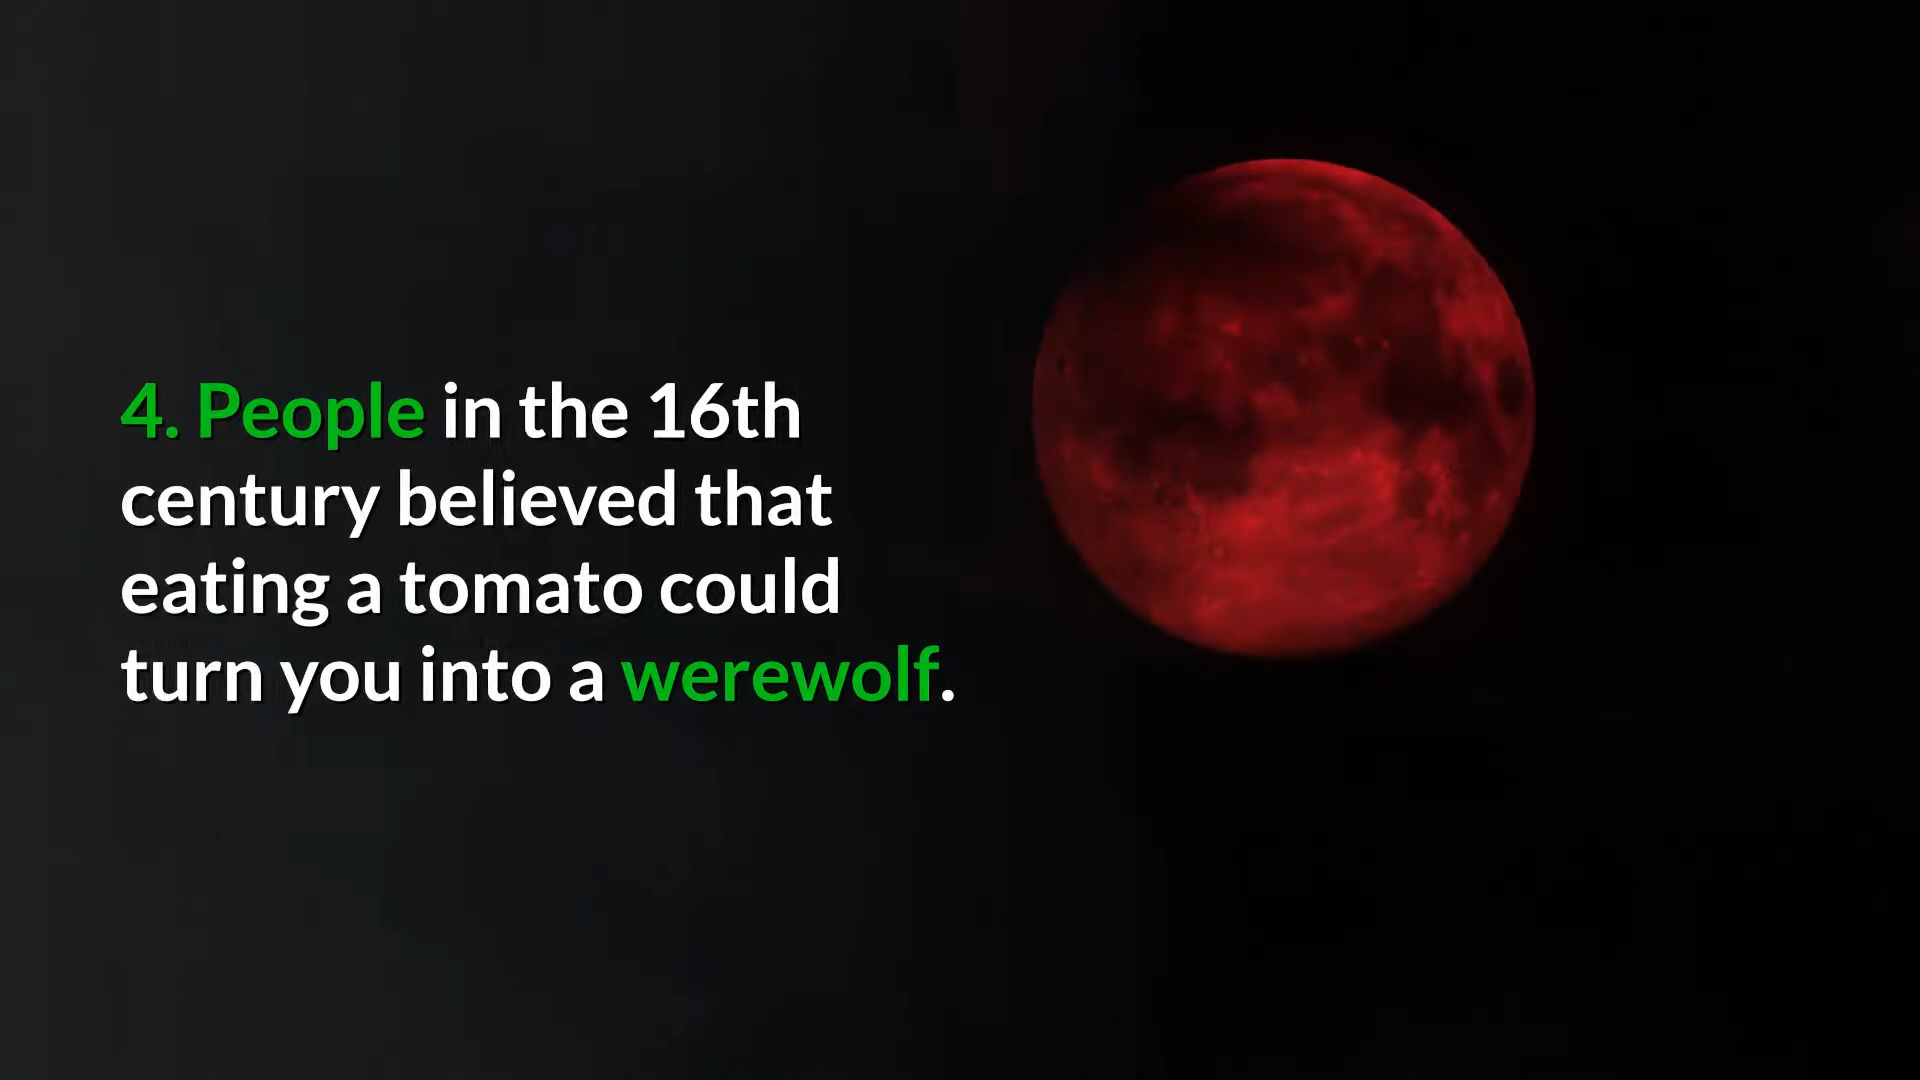 4. People in the 16th
century believed that
eating a tomato could
turn you into a werewolf.